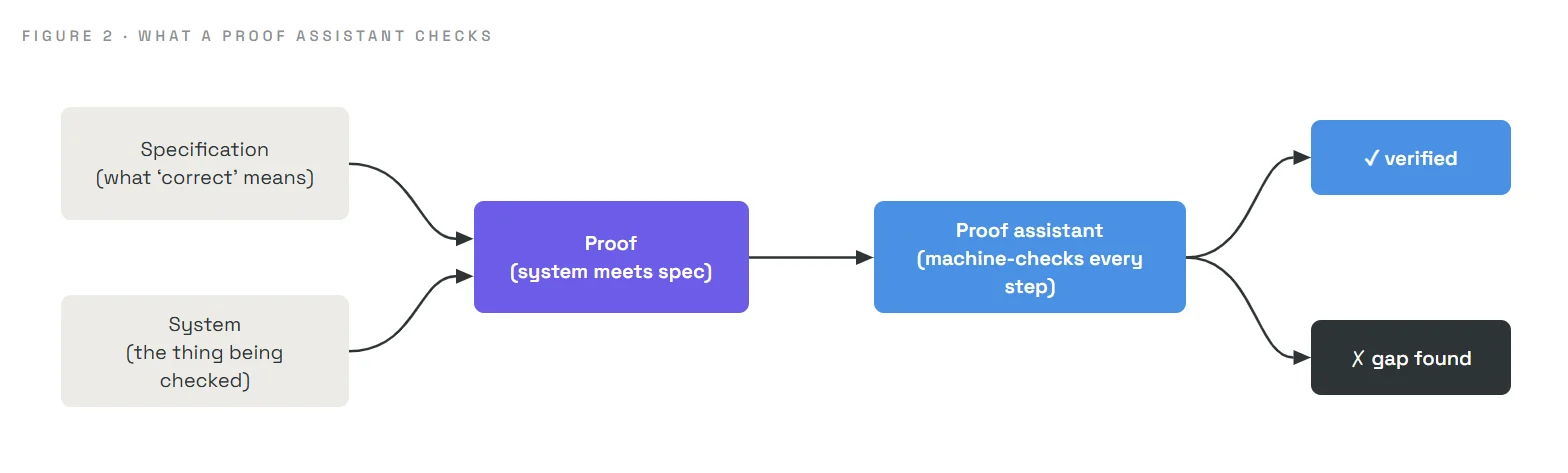 FIGURE 2 · WHAT A PROOF ASSISTANT CHECKS
Specification
(what ‘correct’ means)
System
(the thing being
checked)
Proof
(system meets spec)
Proof assistant
(machine-checks every
step)
✓ verified
✗ gap found